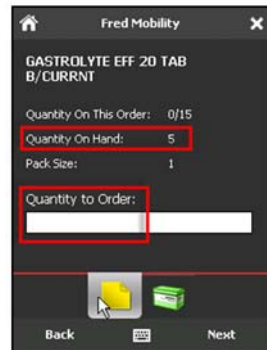 Fred Mobility
GASTROLYTE EFF 20 TAB
B/CURRNT
Quantity On This Order: 0/15
Quantity On Hand: 5
Pack Size: 1
Quantity to Order:
Back Next